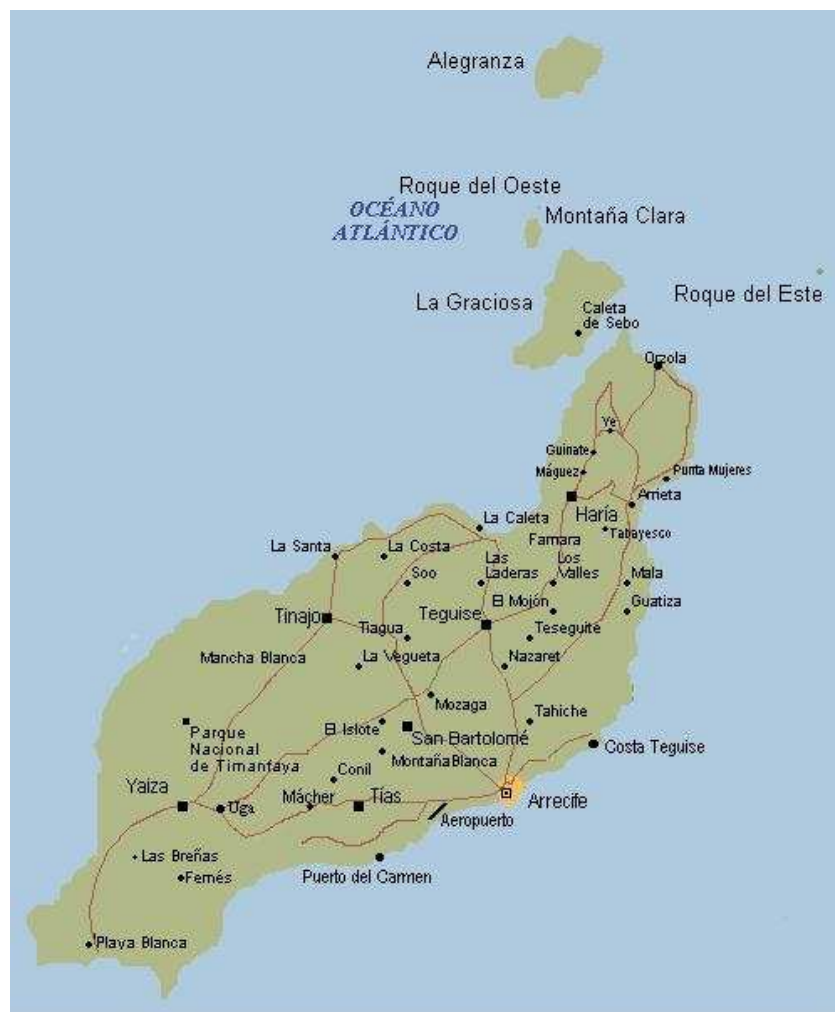 Alegranza
Roque del Oeste
OCÉANO
ATLÁNTICO
Montaña Clara
La Graciosa
Roque del Este
Caleta
de Sebo
Orzola
Ye
Guinate
Máguez
Punta Mujeres
Arrieta
Haría
La Caleta
Famara
Tabayesco
La Santa
La Costa
Las
Laderas
Los
Valles
Soo
Mala
El Mojón
Guatiza
Tinajo
Teguise
Tiagua
Teseguite
Mancha Blanca
La Vegueta
Nazaret
Mozaga
Tahiche
Parque
Nacional
de Timanfaya
El Islote
San Bartolomé
Costa Teguise
Montaña Blanca
Conil
Yaiza
Uga
Mácher
Tías
Arrecife
Aeropuerto
Las Breñas
Femés
Puerto del Carmen
Playa Blanca